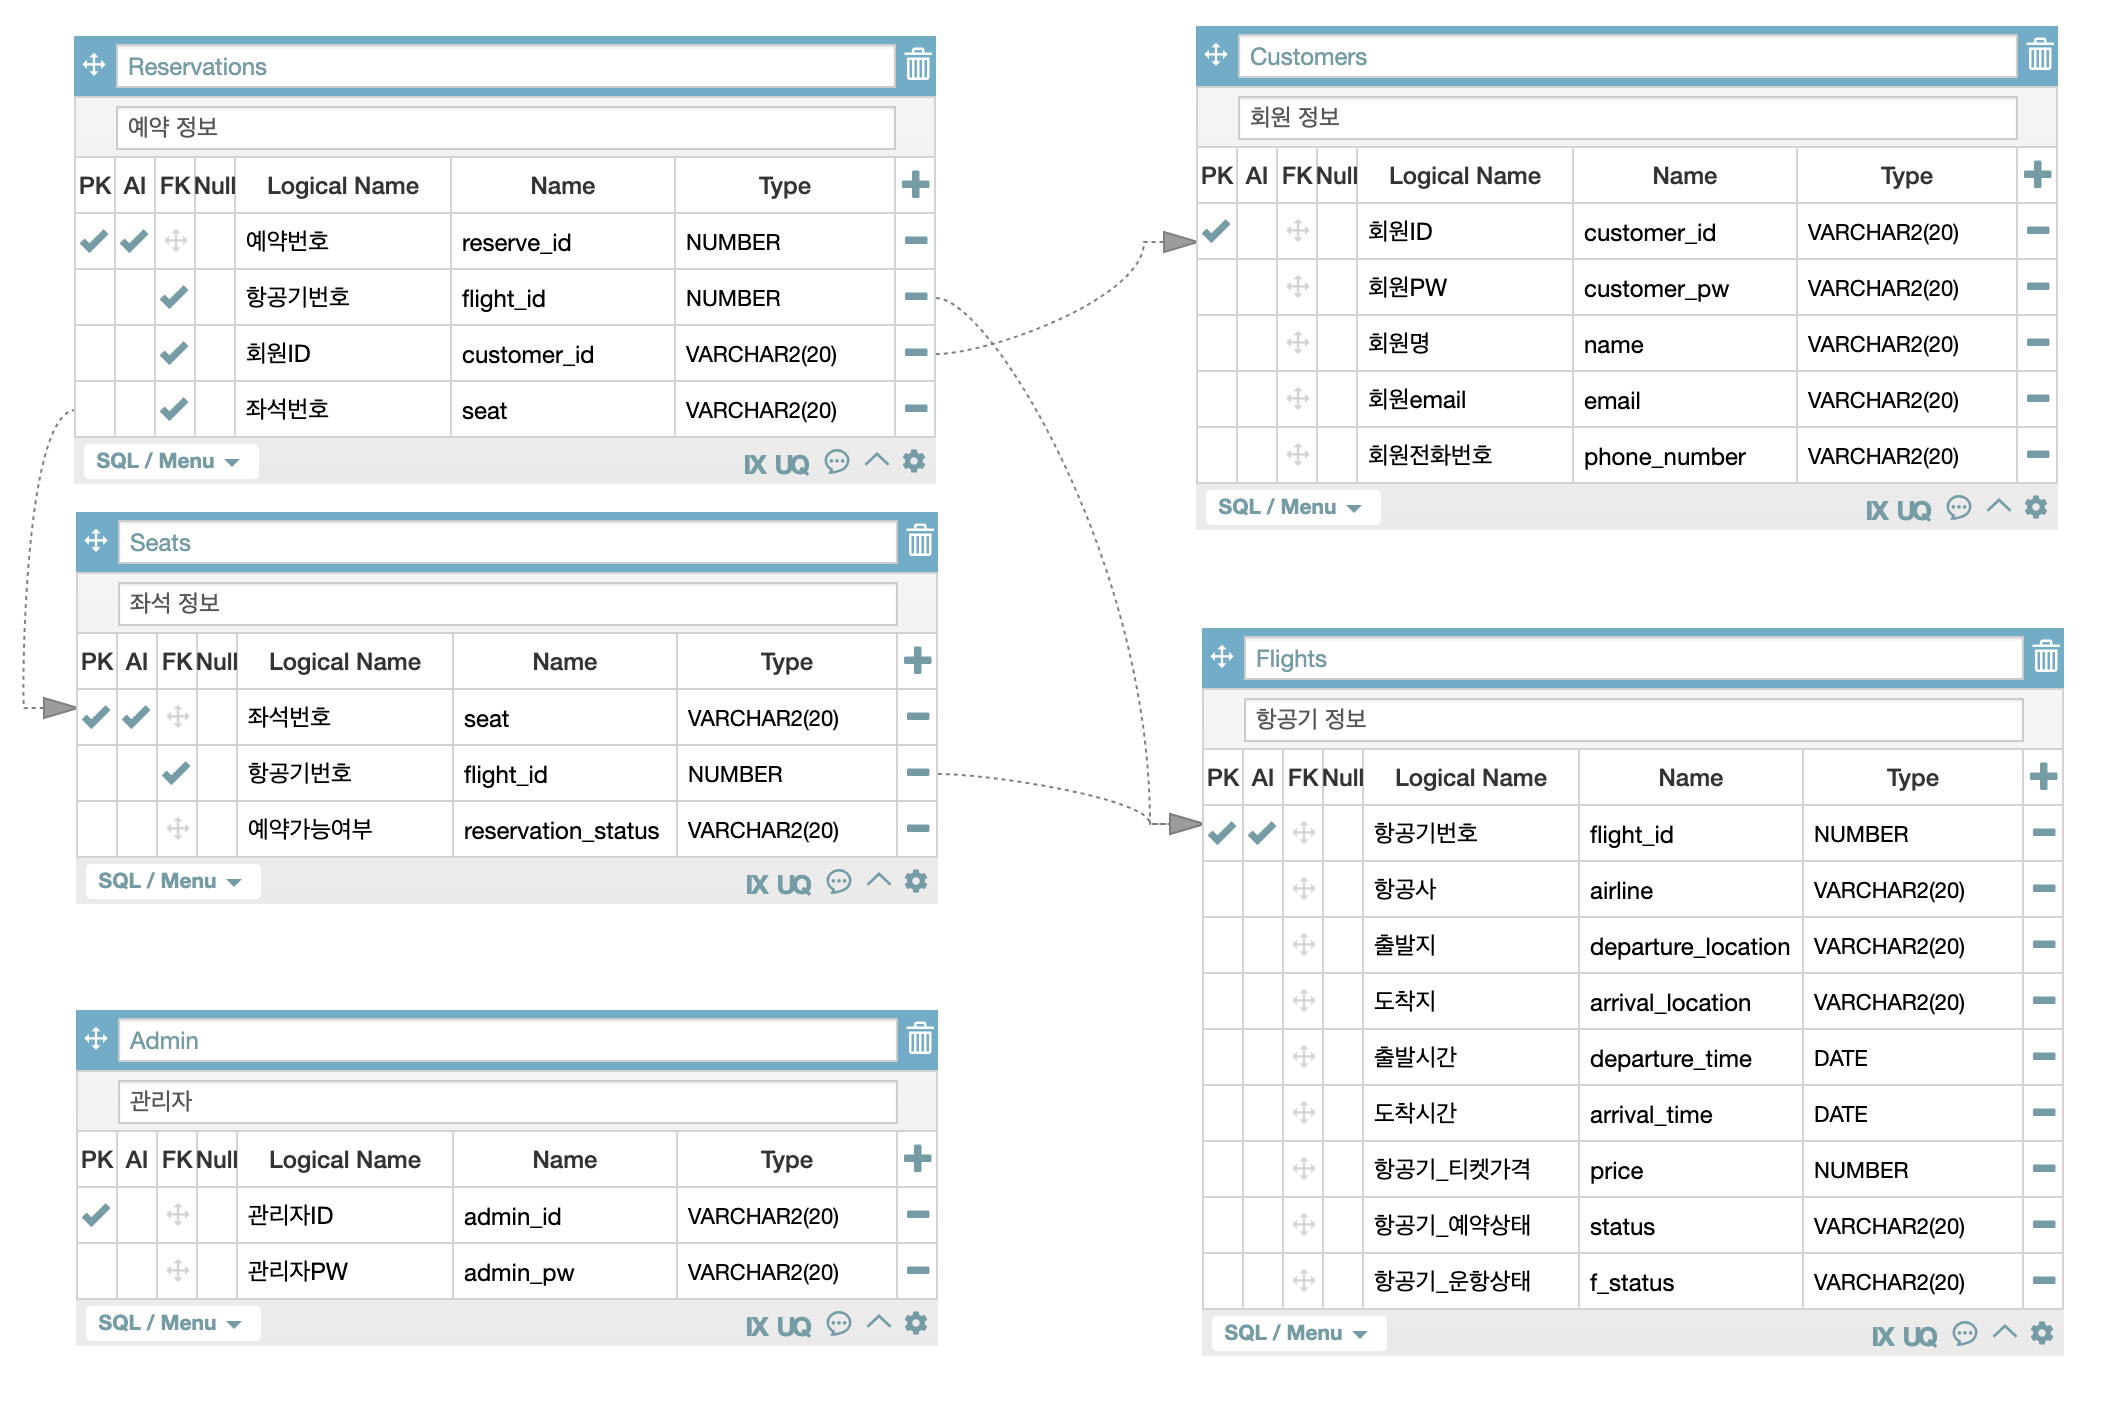 Reservations
예약 정보
PK AI FK Null Logical Name Name Type
예약번호 reserve_id NUMBER
항공기번호 flight_id NUMBER
회원ID customer_id VARCHAR2(20)
좌석번호 seat VARCHAR2(20)
SQL / Menu IX UQ
Seats
좌석 정보
PK AI FK Null Logical Name Name Type
좌석번호 seat VARCHAR2(20)
항공기번호 flight_id NUMBER
예약가능여부 reservation_status VARCHAR2(20)
SQL / Menu IX UQ
Admin
관리자
PK AI FK Null Logical Name Name Type
관리자ID admin_id VARCHAR2(20)
관리자PW admin_pw VARCHAR2(20)
SQL / Menu IX UQ
Customers
회원 정보
PK AI FK Null Logical Name Name Type
회원ID customer_id VARCHAR2(20)
회원PW customer_pw VARCHAR2(20)
회원명 name VARCHAR2(20)
회원email email VARCHAR2(20)
회원전화번호 phone_number VARCHAR2(20)
SQL / Menu IX UQ
Flights
항공기 정보
PK AI FK Null Logical Name Name Type
항공기번호 flight_id NUMBER
항공사 airline VARCHAR2(20)
출발지 departure_location VARCHAR2(20)
도착지 arrival_location VARCHAR2(20)
출발시간 departure_time DATE
도착시간 arrival_time DATE
항공기_티켓가격 price NUMBER
항공기_예약상태 status VARCHAR2(20)
항공기_운항상태 f_status VARCHAR2(20)
SQL / Menu IX UQ